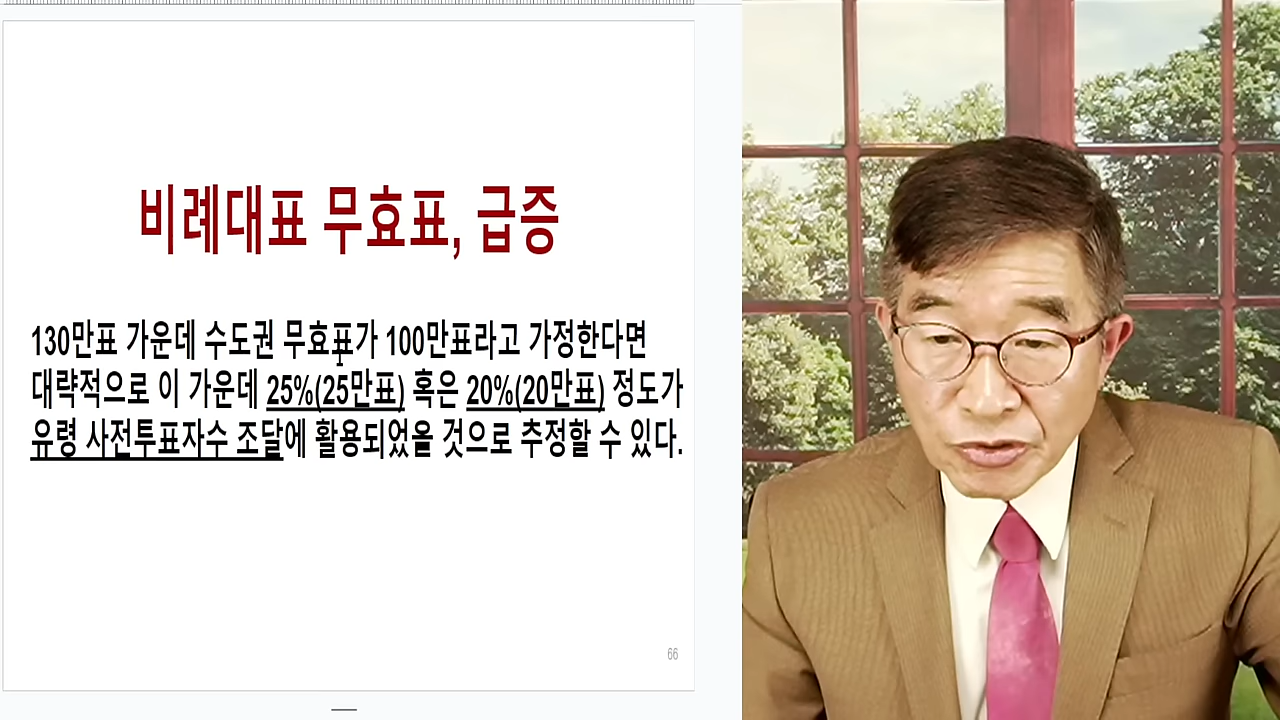 비례대표 무효표, 급증
130만표 가운데 수도권 무효표가 100만표라고 가정한다면
대략적으로 이 가운데 25%(25만표) 혹은 20%(20만표) 정도가
유령 사전투표자수 조달에 활용되었을 것으로 추정할 수 있다.
66